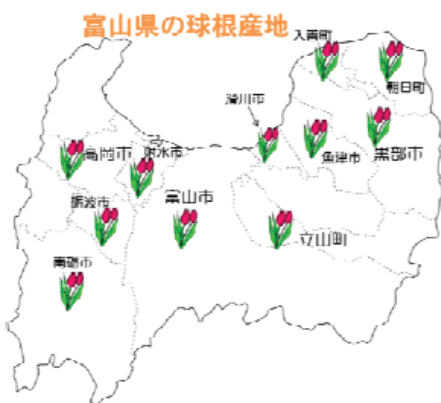 富山県の球根産地
入善町
朝日町
滑川市
高岡市
射水市
魚津市
黒部市
砺波市
富山市
立山町
南砺市